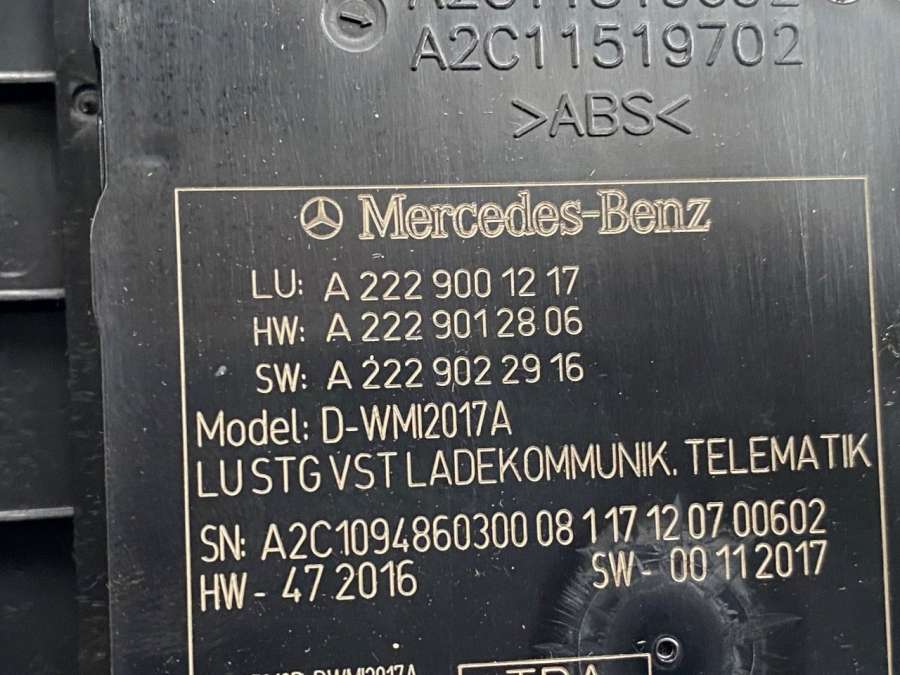 A2C11519702
>ABS<
Mercedes-Benz
LU: A 222 900 12 17
HW: A 222 901 28 06
SW: A 222 902 29 16
Model: D-WMI2017A
LU STG VST LADEKOMMUNIK. TELEMATIK
SN: A2C1094860300 08 1 17 12 07 00602
HW - 47 2016 SW - 00 11 2017
DWMI2017A